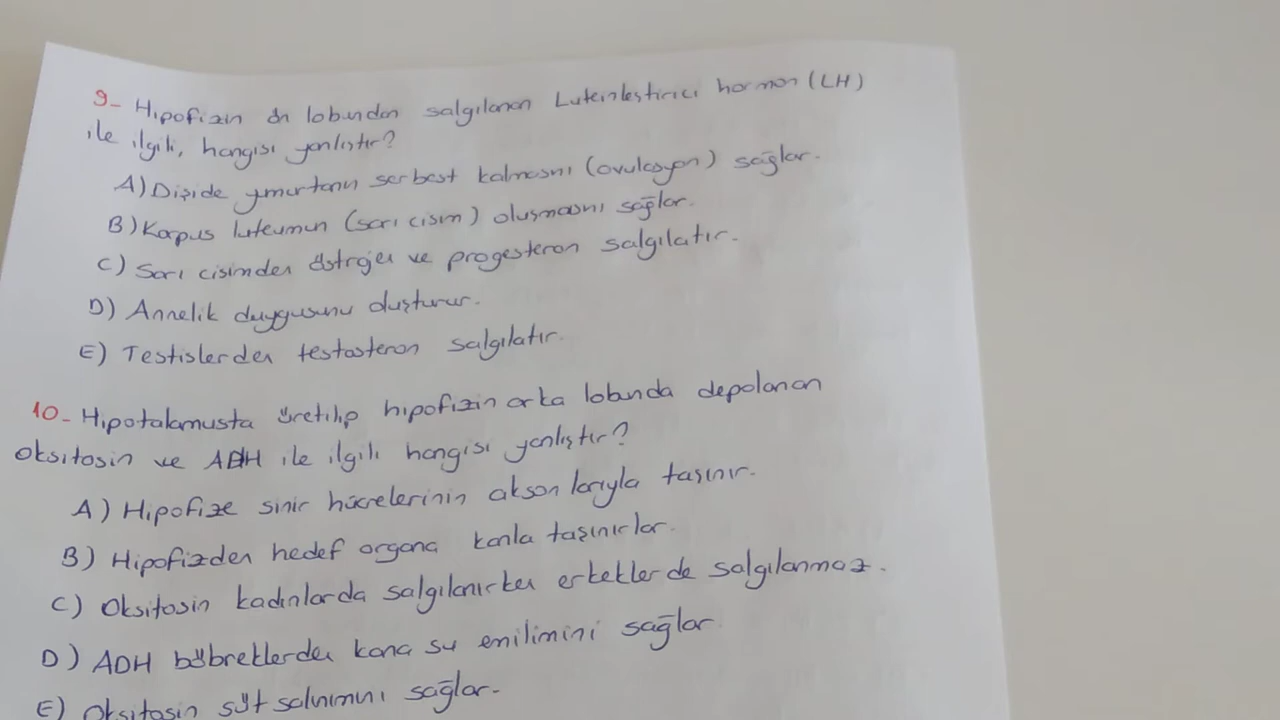 9- Hipofizin ön lobundan salgılanan Luteinleştirici hormon (LH)
ile ilgili, hangisi yanlıştır?
A) Dişide yumurtanın serbest kalmasını (ovulasyon) sağlar.
B) Korpus luteumun (sarı cisim) oluşmasını sağlar.
C) Sarı cisimden östrojen ve progesteron salgılatır.
D) Annelik duygusunu oluşturur.
E) Testislerden testosteron salgılatır.
10- Hipotalamusta üretilip hipofizin arka lobunda depolanan
oksitosin ve ADH ile ilgili hangisi yanlıştır?
A) Hipofize sinir hücrelerinin aksonlarıyla taşınır.
B) Hipofizden hedef organa kanla taşınırlar.
C) Oksitosin kadınlarda salgılanırken erkeklerde salgılanmaz.
D) ADH böbreklerden kana su emilimini sağlar
E) Oksitosin süt salınımını sağlar.